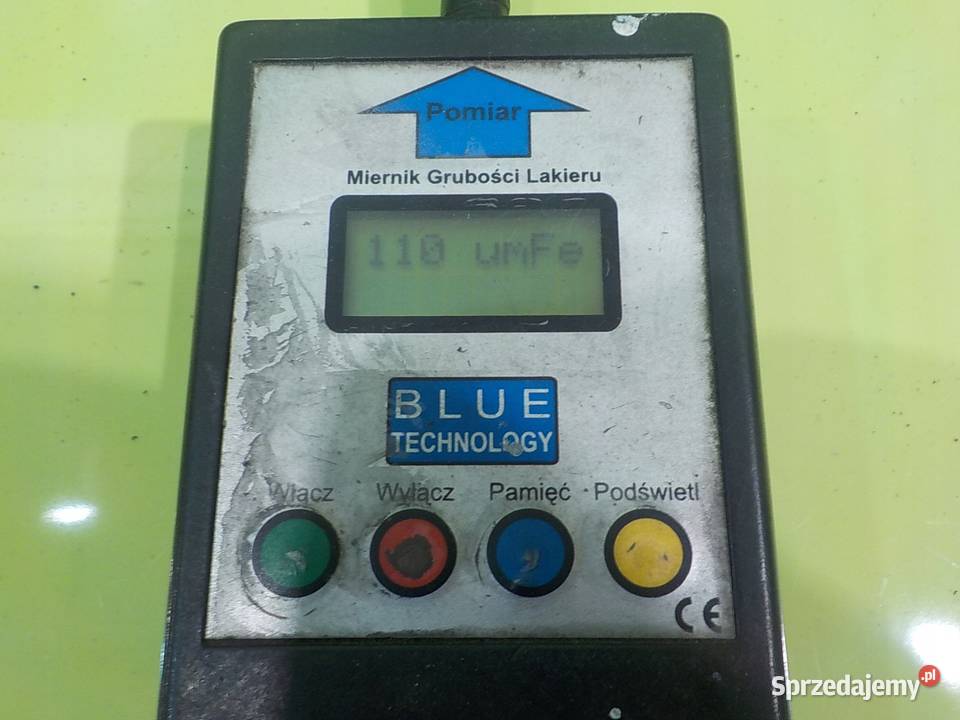 Pomiar
Miernik Grubości Lakieru
110 umFe
BLUE
TECHNOLOGY
Włącz Wyłącz Pamięć Podświetl
CE
Sprzedajemy.pl